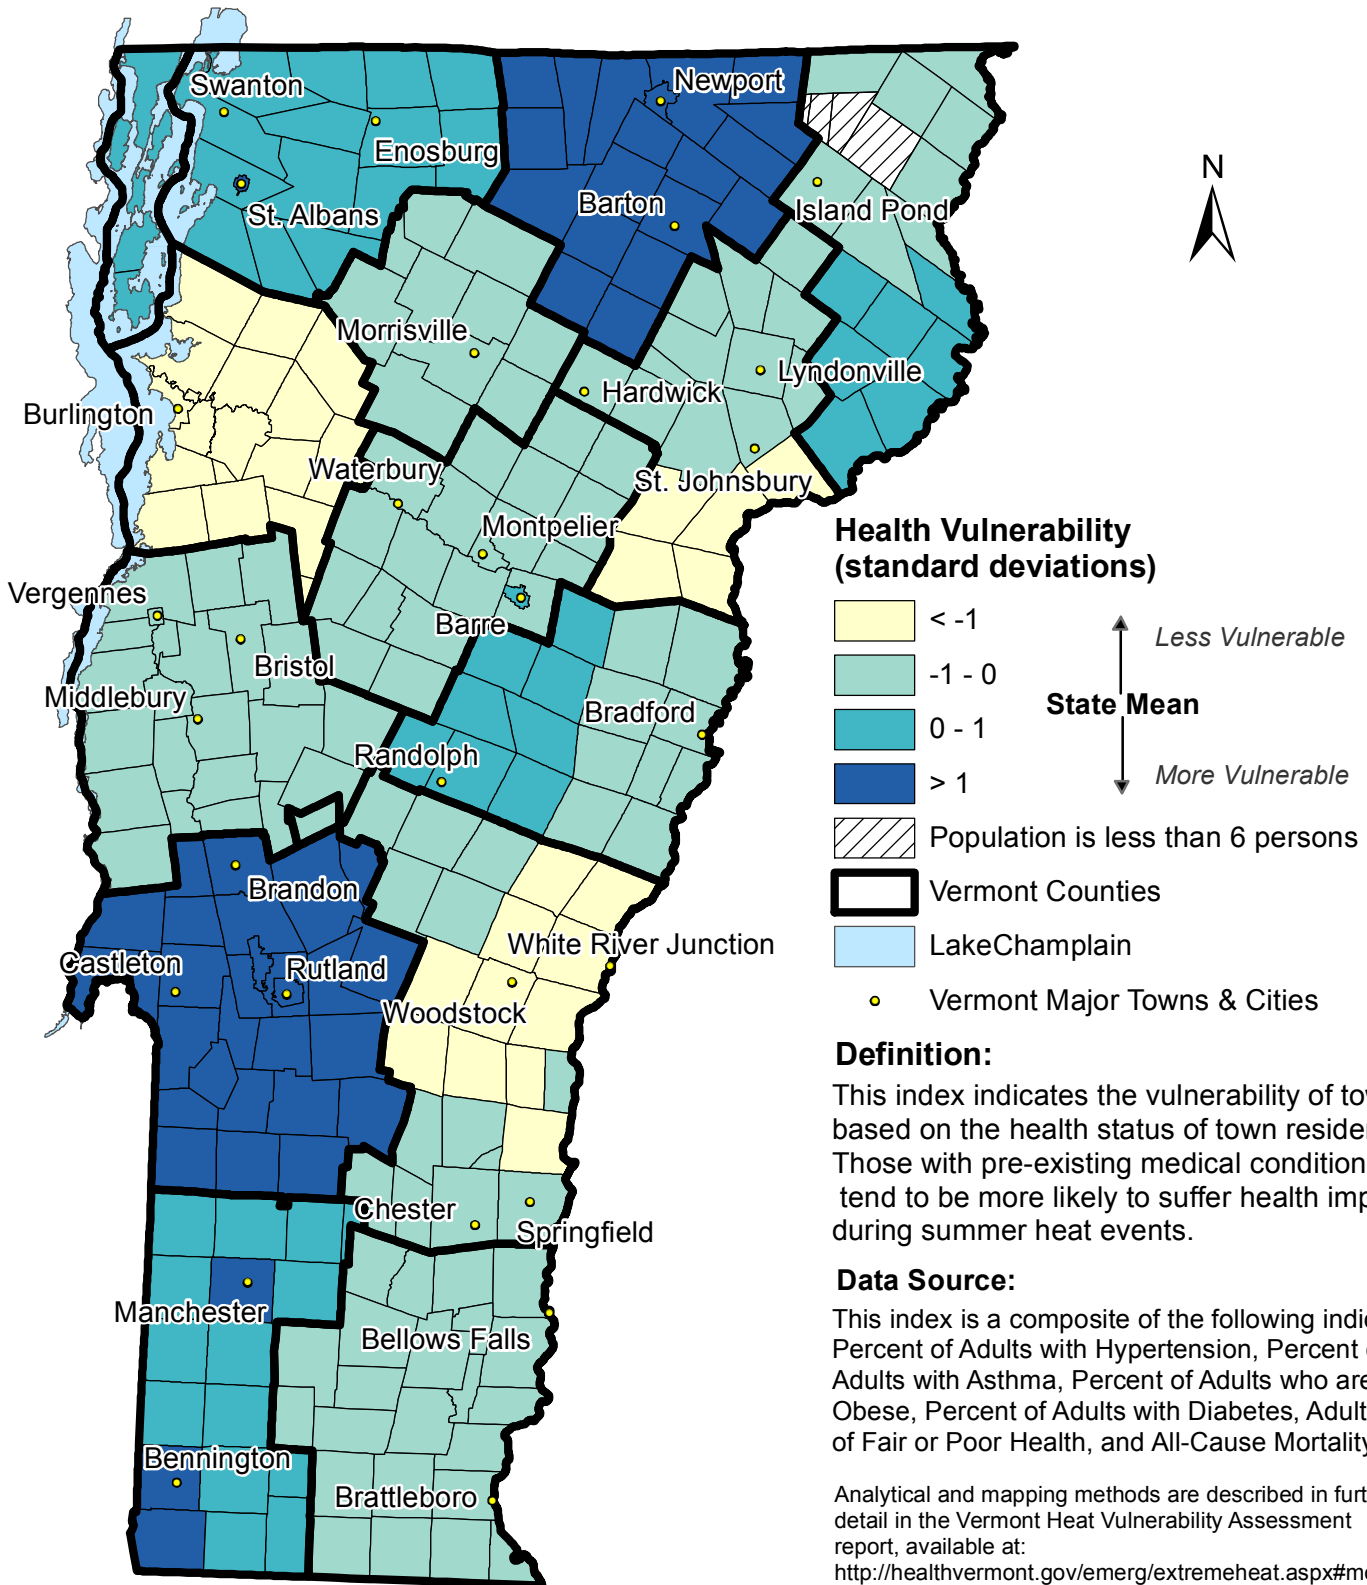 Swanton
Newport
Enosburg
N
St. Albans
Barton
Island Pond
Morrisville
Lyndonville
Hardwick
Burlington
Waterbury
St. Johnsbury
Montpelier
Vergennes
Barre
Bristol
Middlebury
Bradford
Randolph
Brandon
White River Junction
Castleton
Rutland
Woodstock
Chester
Springfield
Manchester
Bellows Falls
Bennington
Brattleboro
Health Vulnerability
(standard deviations)
< -1
-1 - 0
0 - 1
> 1
Less Vulnerable
State Mean
More Vulnerable
Population is less than 6 persons
Vermont Counties
LakeChamplain
Vermont Major Towns & Cities
Definition:
This index indicates the vulnerability of
based on the health status of town
Those with pre-existing medical
tend to be more likely to suffer health
during summer heat events.
Data Source:
This index is a composite of the following
Percent of Adults with Hypertension, Percent
Adults with Asthma, Percent of Adults who are
Obese, Percent of Adults with Diabetes,
of Fair or Poor Health, and All-Cause Mortality
Analytical and mapping methods are described in
detail in the Vermont Heat Vulnerability Assessment
report, available at:
http://healthvermont.gov/emerg/extremeheat.aspx#m